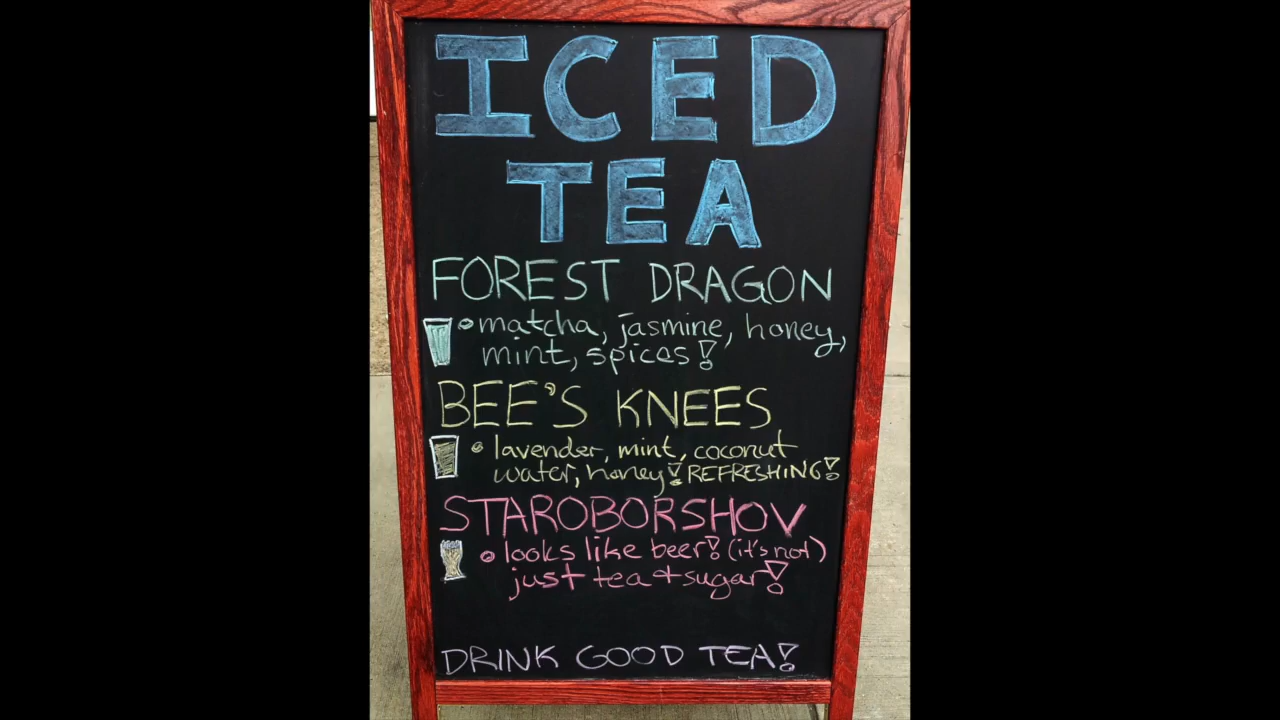 ICED
TEA
FOREST DRAGON
• matcha, jasmine, honey,
mint, spices!
BEE'S KNEES
• lavender, mint, coconut
water, honey! REFRESHING!
STAROBORSHOV
• looks like beer! (it's not)
just tea + sugar!
DRINK GOOD TEA!